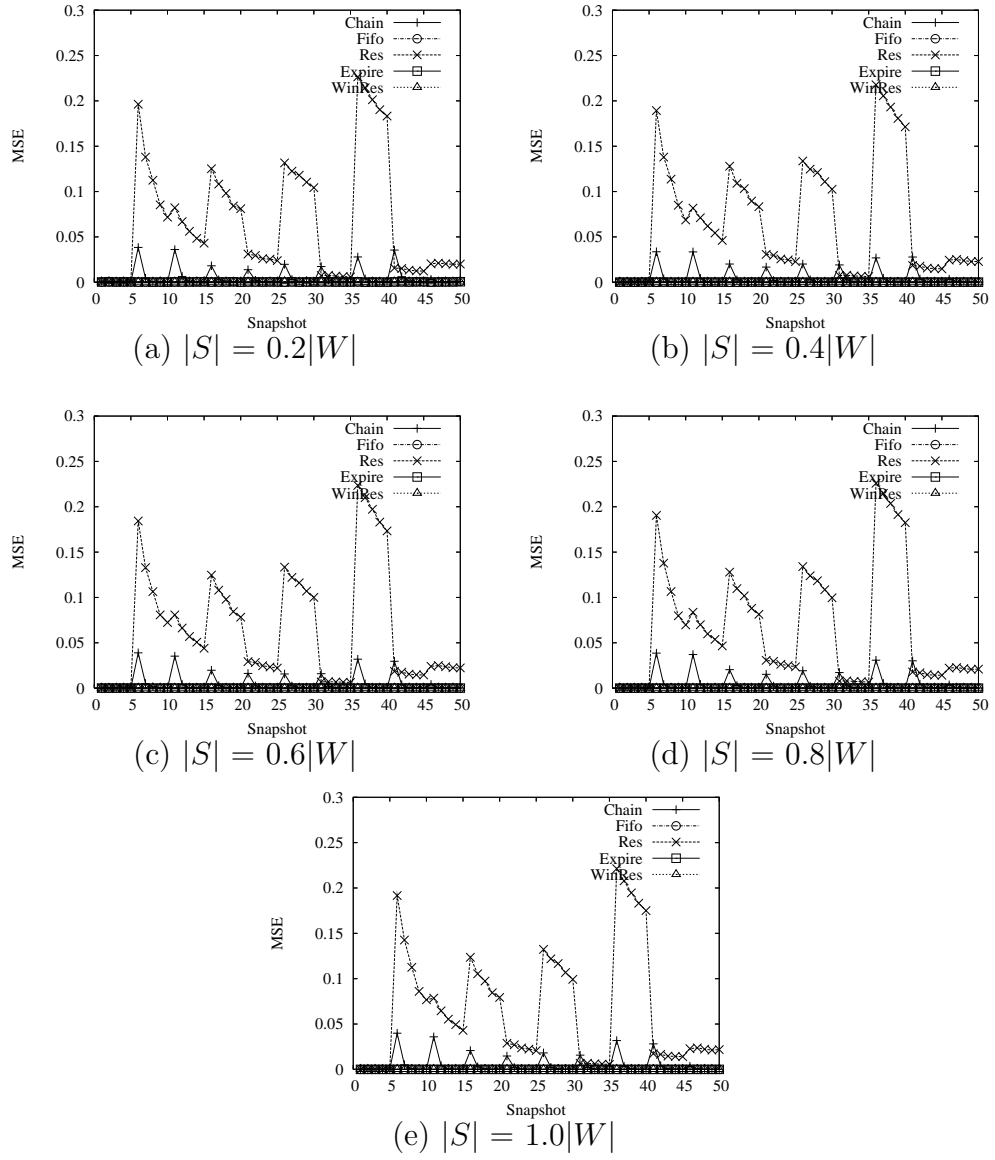 0.3
0.25
0.2
0.15
0.1
0.05
0
MSE
Chain
Fifo
Res
Expire
WinRes
0 5 10 15 20 25 30 35 40 45 50
Snapshot
(a) |S| = 0.2|W|
0.3
0.25
0.2
0.15
0.1
0.05
0
MSE
Chain
Fifo
Res
Expire
WinRes
0 5 10 15 20 25 30 35 40 45 50
Snapshot
(b) |S| = 0.4|W|
0.3
0.25
0.2
0.15
0.1
0.05
0
MSE
Chain
Fifo
Res
Expire
WinRes
0 5 10 15 20 25 30 35 40 45 50
Snapshot
(c) |S| = 0.6|W|
0.3
0.25
0.2
0.15
0.1
0.05
0
MSE
Chain
Fifo
Res
Expire
WinRes
0 5 10 15 20 25 30 35 40 45 50
Snapshot
(d) |S| = 0.8|W|
0.3
0.25
0.2
0.15
0.1
0.05
0
MSE
Chain
Fifo
Res
Expire
WinRes
0 5 10 15 20 25 30 35 40 45 50
Snapshot
(e) |S| = 1.0|W|